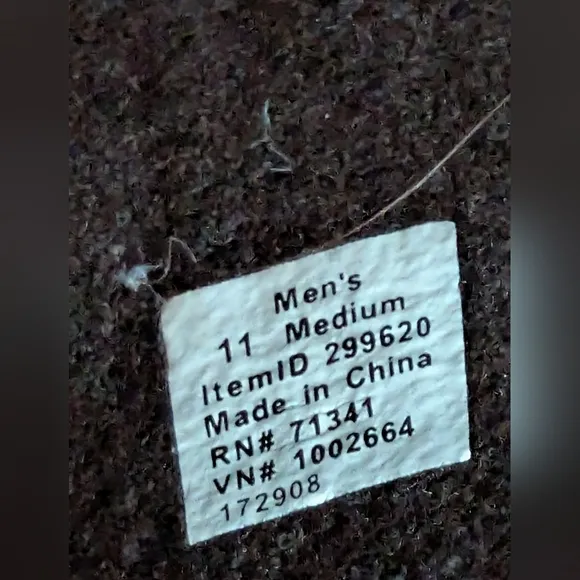 Men's
11 Medium
ItemID 299620
Made in China
RN# 71341
VN# 1002664
172908